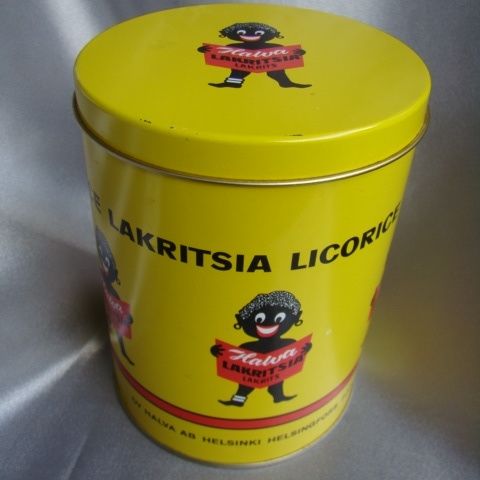 Halva
LAKRITSIA
LAKRITS
LAKRITSIA LICORICE
Halva
LAKRITSIA
LAKRITS
OY HALVA AB HELSINKI HELSINGFORS